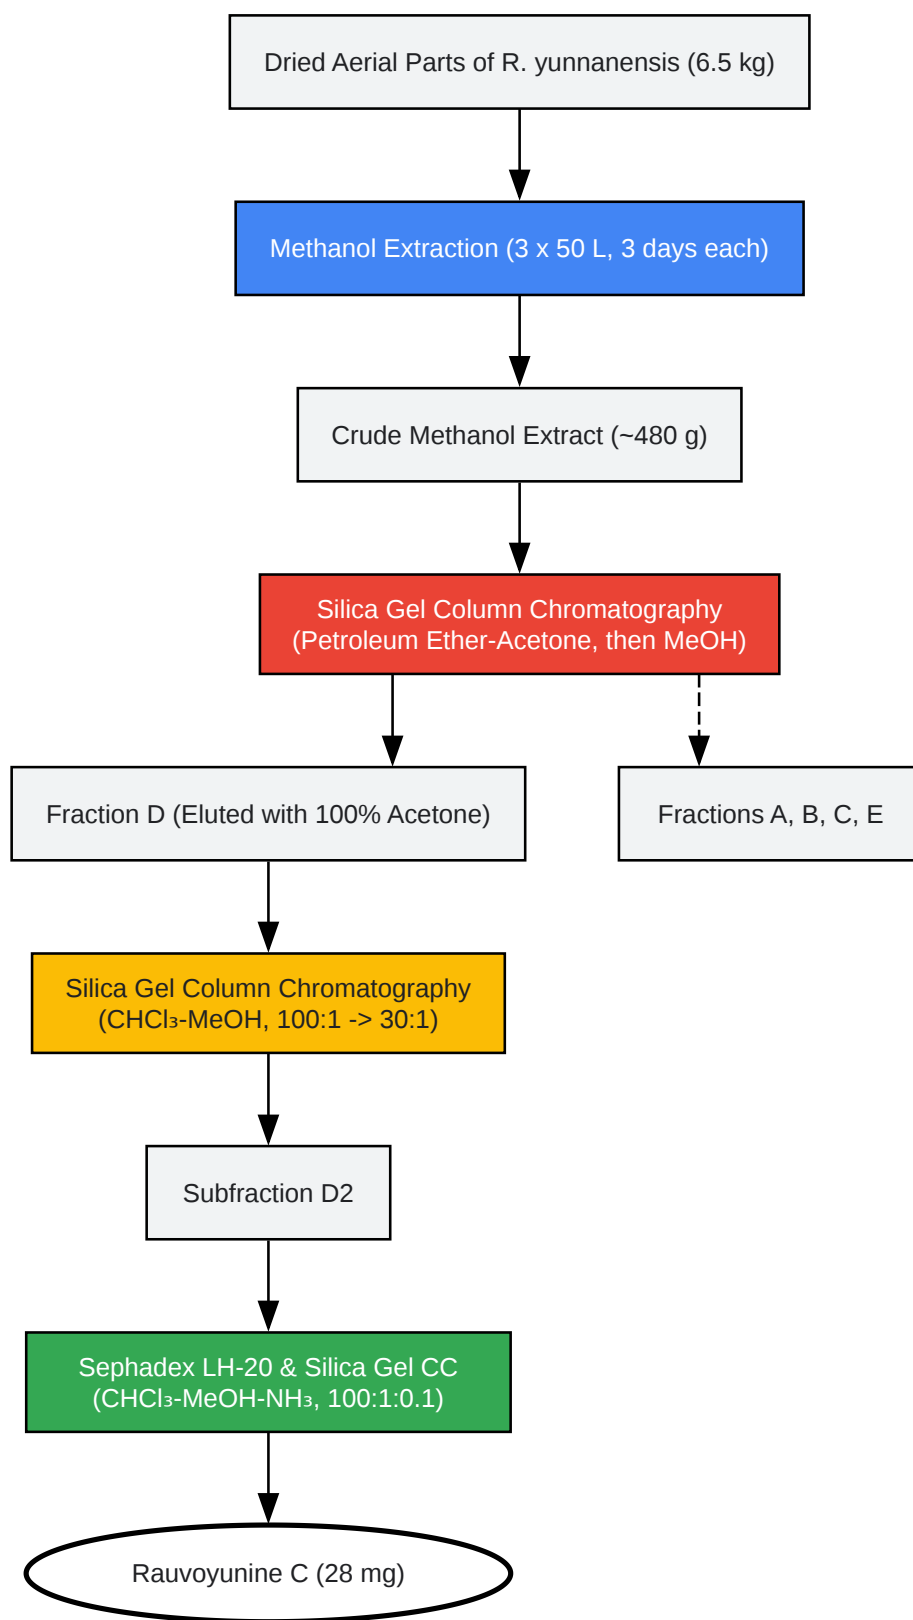 Dried Aerial Parts of R. yunnanensis (6.5 kg)
Methanol Extraction (3 x 50 L, 3 days each)
Crude Methanol Extract (~480 g)
Silica Gel Column Chromatography
(Petroleum Ether-Acetone, then MeOH)
Fraction D (Eluted with 100% Acetone)
Fractions A, B, C, E
Silica Gel Column Chromatography
(CHCl₃-MeOH, 100:1 -> 30:1)
Subfraction D2
Sephadex LH-20 & Silica Gel CC
(CHCl₃-MeOH-NH₃, 100:1:0.1)
Rauvoyunine C (28 mg)